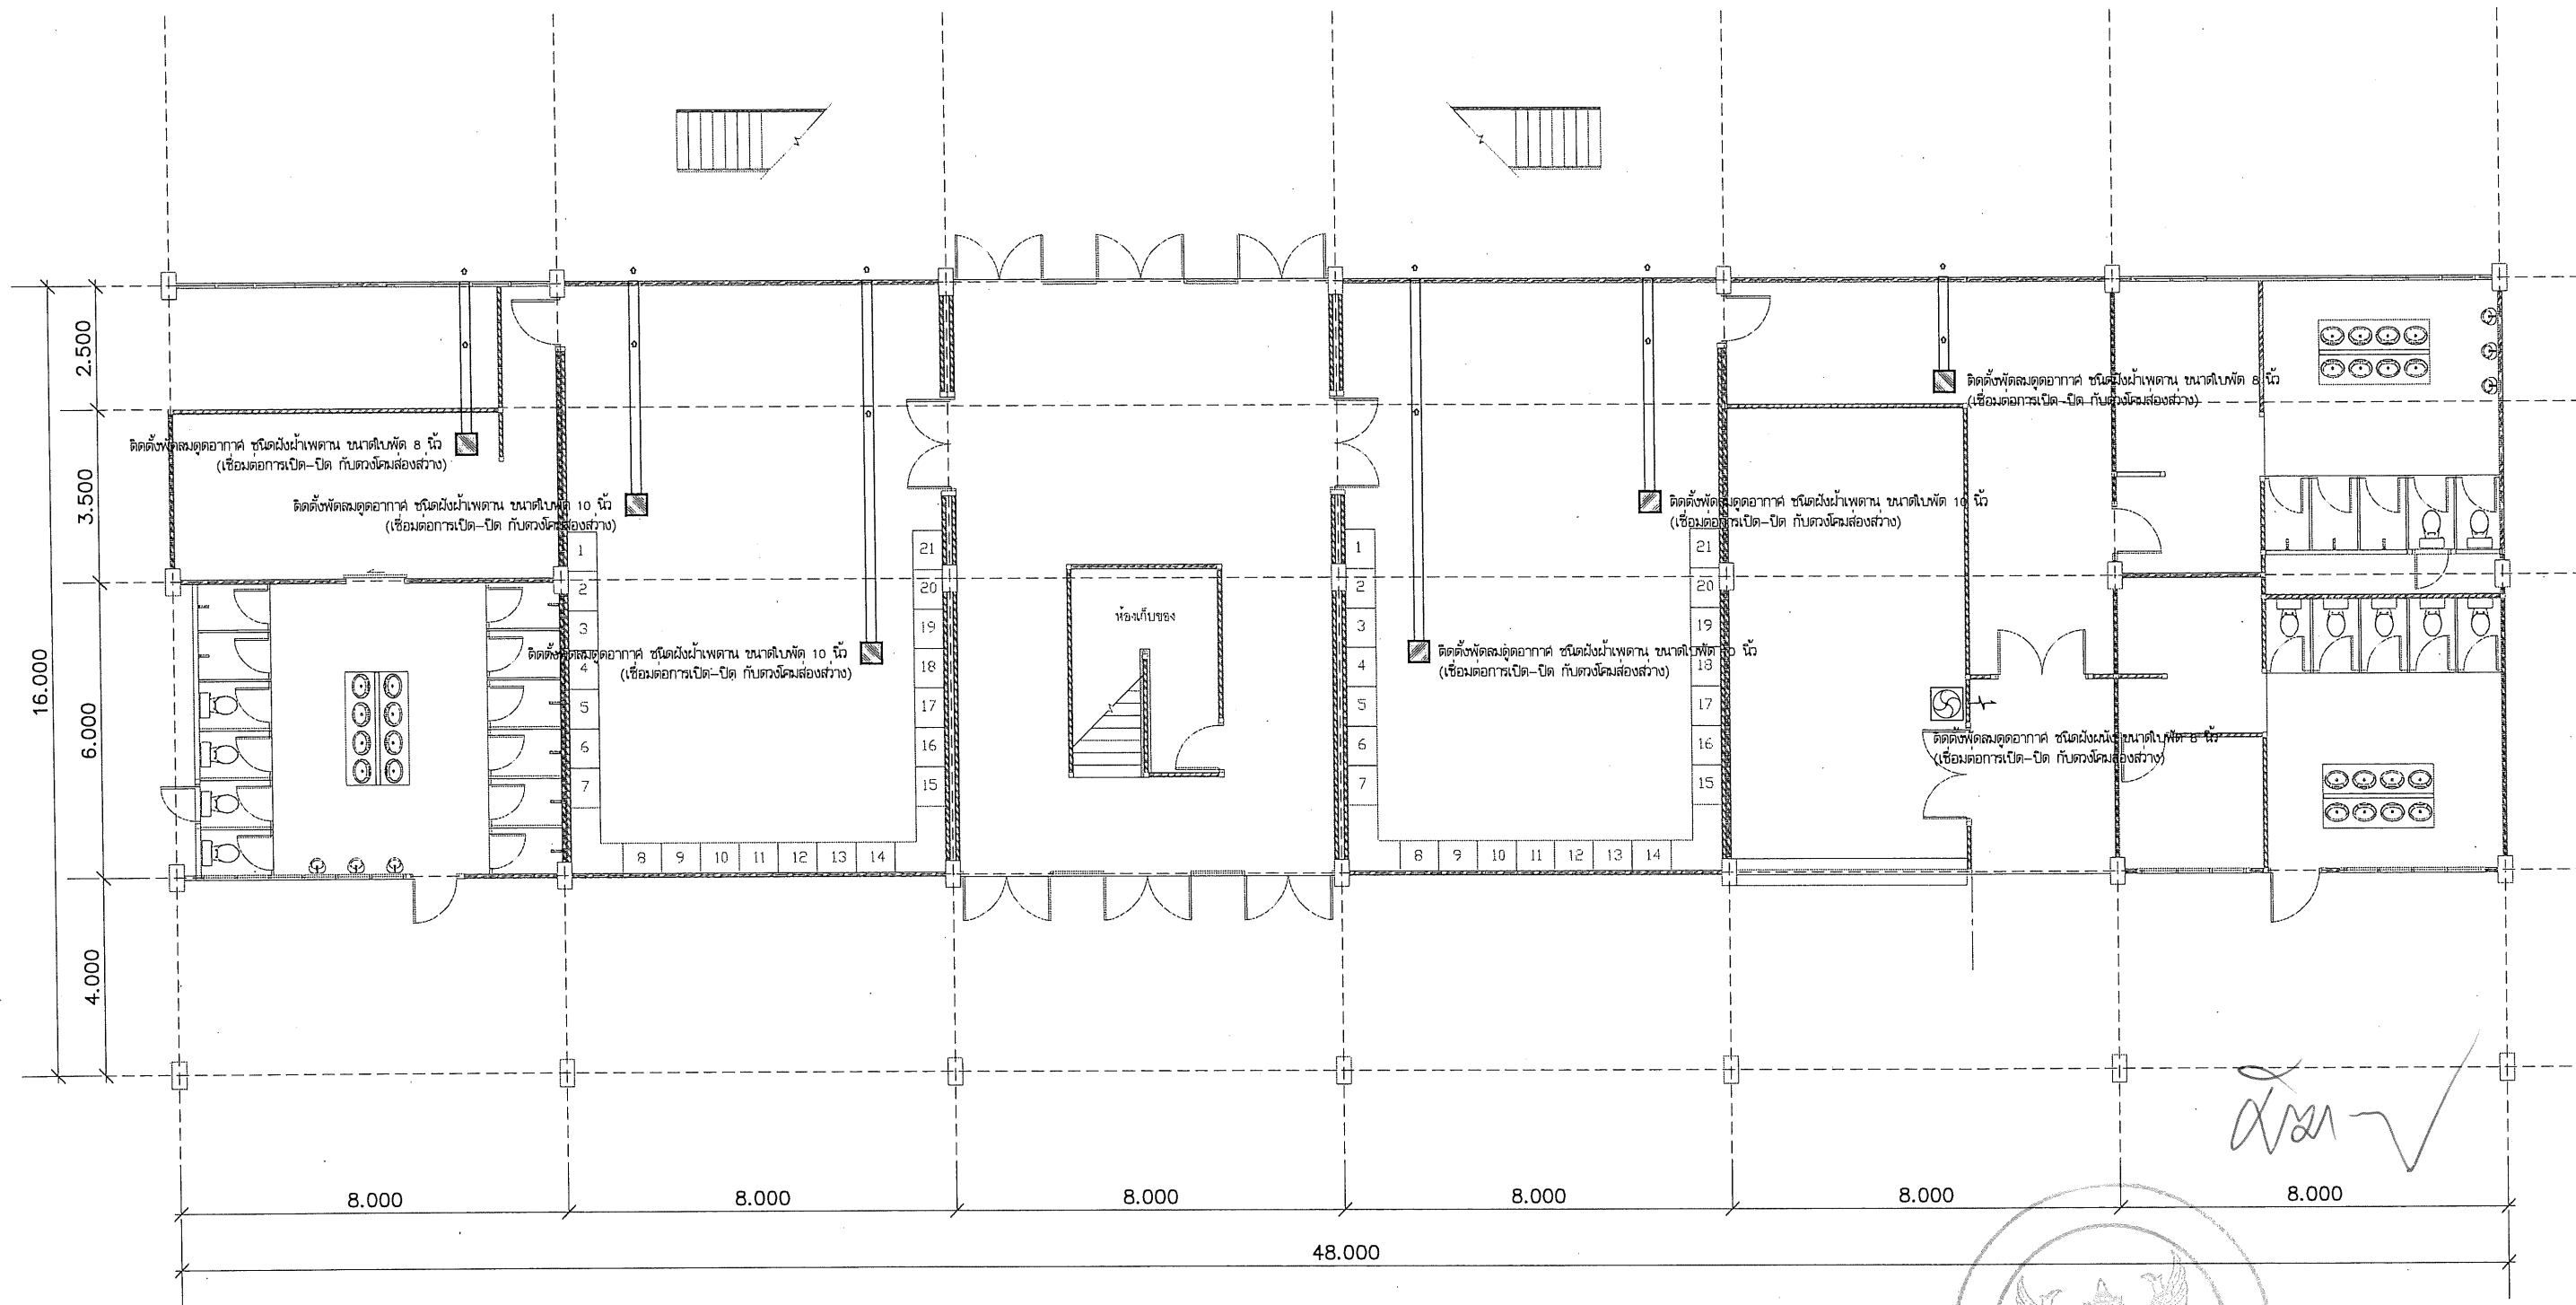 ติดตั้งพัดลมดูดอากาศ ชนิดฝังฝ้าเพดาน ขนาดใบพัด 8 นิ้ว
(เชื่อมต่อการเปิด-ปิด กับดวงโคมส่องสว่าง)
ติดตั้งพัดลมดูดอากาศ ชนิดฝังฝ้าเพดาน ขนาดใบพัด 8 นิ้ว
(เชื่อมต่อการเปิด-ปิด กับดวงโคมส่องสว่าง)
ติดตั้งพัดลมดูดอากาศ ชนิดฝังฝ้าเพดาน ขนาดใบพัด 10 นิ้ว
(เชื่อมต่อการเปิด-ปิด กับดวงโคมส่องสว่าง)
ติดตั้งพัดลมดูดอากาศ ชนิดฝังฝ้าเพดาน ขนาดใบพัด 10 นิ้ว
(เชื่อมต่อการเปิด-ปิด กับดวงโคมส่องสว่าง)
ห้องเก็บของ
ติดตั้งพัดลมดูดอากาศ ชนิดฝังฝ้าเพดาน ขนาดใบพัด 10 นิ้ว
(เชื่อมต่อการเปิด-ปิด กับดวงโคมส่องสว่าง)
ติดตั้งพัดลมดูดอากาศ ชนิดฝังฝ้าเพดาน ขนาดใบพัด 10 นิ้ว
(เชื่อมต่อการเปิด-ปิด กับดวงโคมส่องสว่าง)
ติดตั้งพัดลมดูดอากาศ ชนิดฝังผนัง ขนาดใบพัด 8 นิ้ว
(เชื่อมต่อการเปิด-ปิด กับดวงโคมส่องสว่าง)
1
2
3
4
5
6
7
8 9 10 11 12 13 14
21
20
19
18
17
16
15
1
2
3
4
5
6
7
8 9 10 11 12 13 14
21
20
19
18
17
16
15
16.000
2.500
3.500
6.000
4.000
8.000 8.000 8.000 8.000 8.000 8.000
48.000